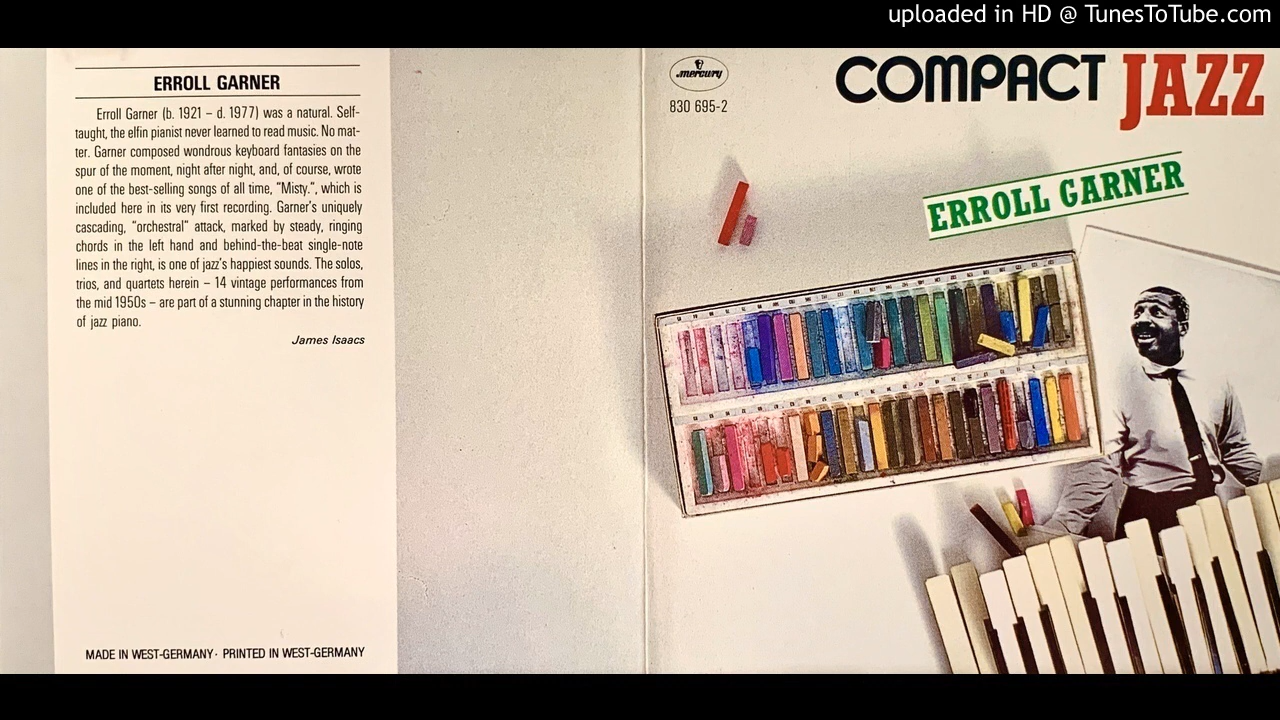 uploaded in HD @ TunesToTube.com
ERROLL GARNER
Erroll Garner (b. 1921 – d. 1977) was a natural. Self-
taught, the elfin pianist never learned to read music. No mat-
ter. Garner composed wondrous keyboard fantasies on the
spur of the moment, night after night, and, of course, wrote
one of the best-selling songs of all time, "Misty.", which is
included here in its very first recording. Garner's uniquely
cascading, "orchestral" attack, marked by steady, ringing
chords in the left hand and behind-the-beat single-note
lines in the right, is one of jazz's happiest sounds. The solos,
trios, and quartets herein – 14 vintage performances from
the mid 1950s – are part of a stunning chapter in the history
of jazz piano.
James Isaacs
MADE IN WEST-GERMANY · PRINTED IN WEST-GERMANY
mercury
830 695-2
COMPACT JAZZ
ERROLL GARNER